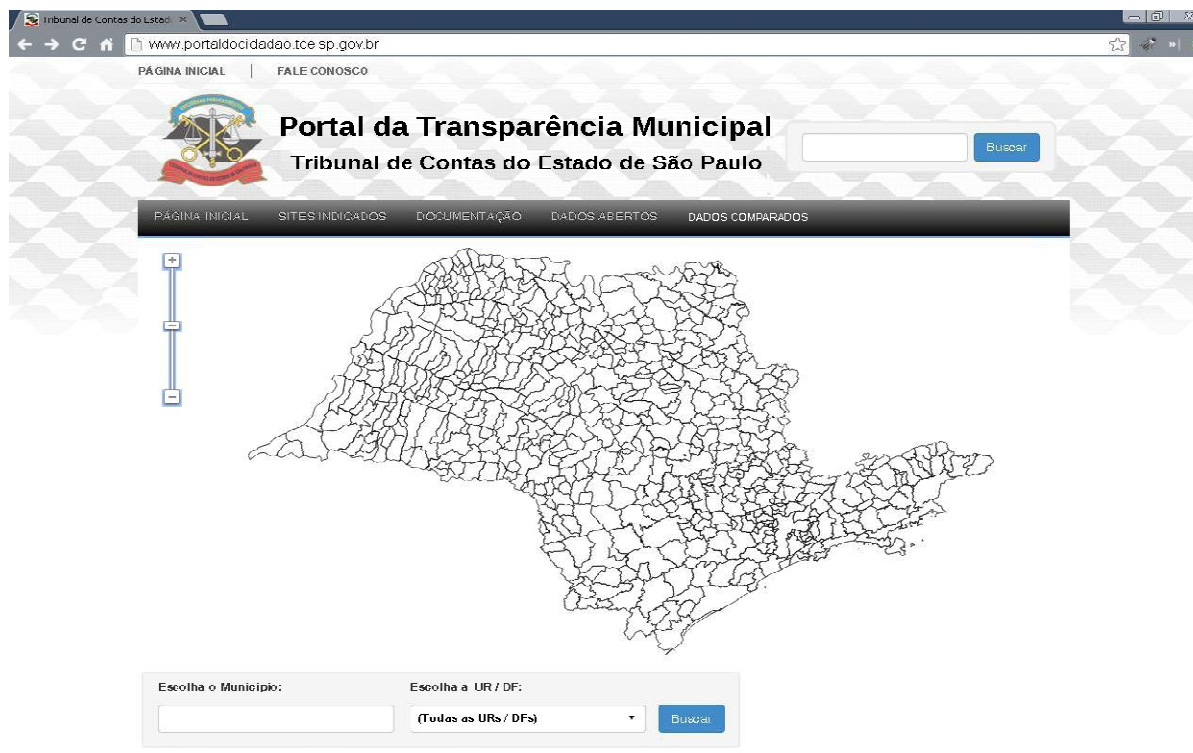 Tribunal de Contas do Estad
www.portaldocidadao.tce.sp.gov.br
PÁGINA INICIAL | FALE CONOSCO
Portal da Transparência Municipal
Tribunal de Contas do Estado de São Paulo
Buscar
PÁGINA INICIAL SITES INDICADOS DOCUMENTAÇÃO DADOS ABERTOS DADOS COMPARADOS
Escolha o Município: Escolha a UR / DF:
(Todas as URs / DFs) Buscar